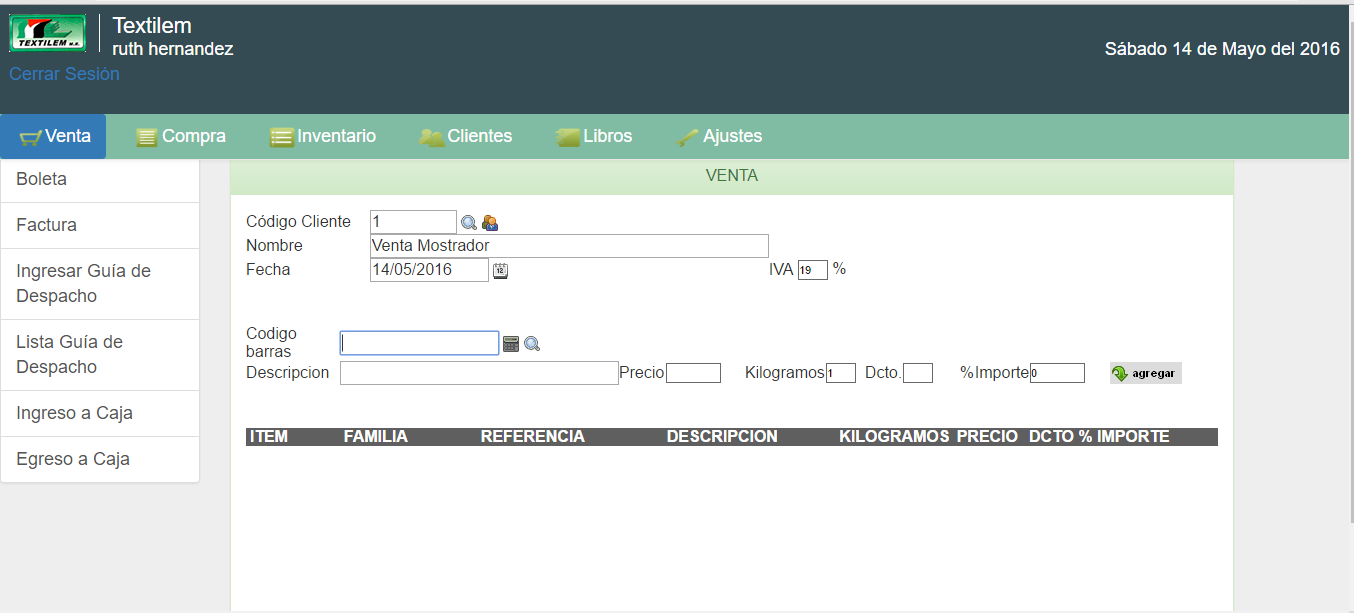 TEXTILEM S.A.
Textilem
ruth hernandez
Cerrar Sesión
Sábado 14 de Mayo del 2016
Venta Compra Inventario Clientes Libros Ajustes
Boleta
Factura
Ingresar Guía de
Despacho
Lista Guía de
Despacho
Ingreso a Caja
Egreso a Caja
VENTA
Código Cliente 1
Nombre Venta Mostrador
Fecha 14/05/2016 12 IVA 19 %
Codigo
barras
Descripcion Precio Kilogramos 1 Dcto. % Importe 0 agregar
ITEM FAMILIA REFERENCIA DESCRIPCION KILOGRAMOS PRECIO DCTO % IMPORTE